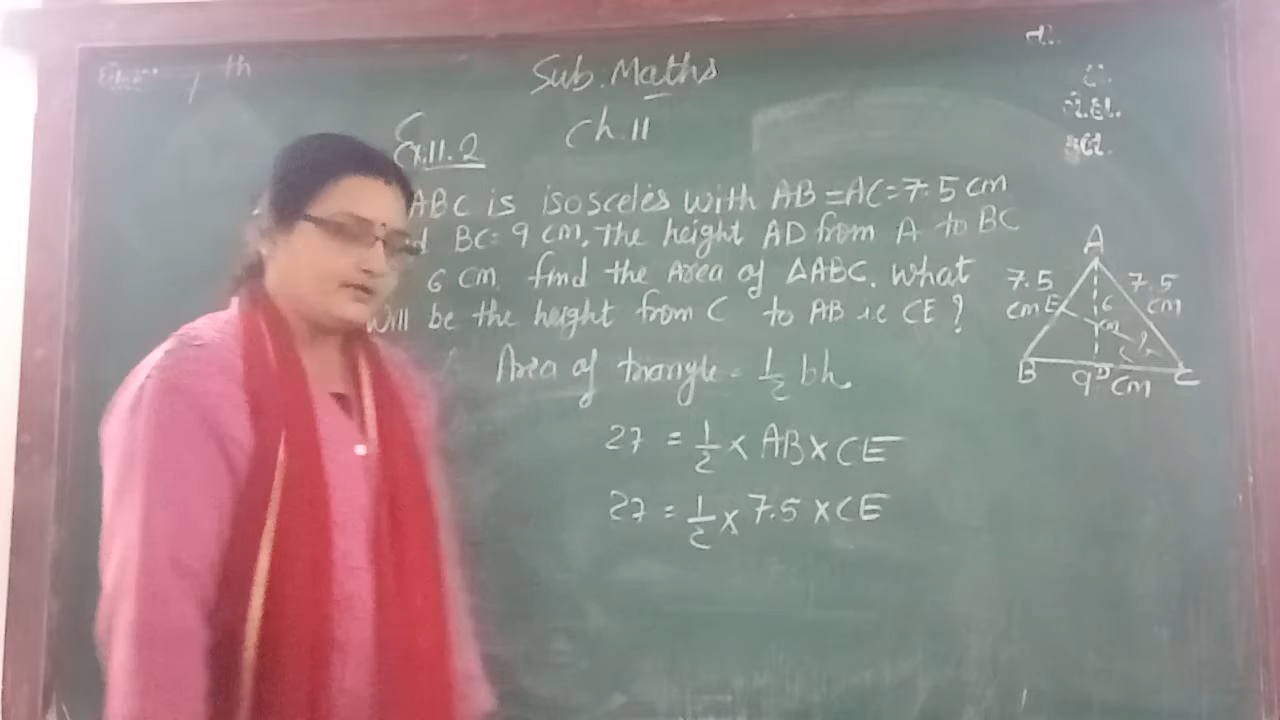 th
Sub. Maths
Ch. 11
Ex. 11.2
ABC is isosceles with AB = AC = 7.5 cm
BC = 9 cm. The height AD from A to BC
6 cm. find the Area of △ABC. What
will be the height from C to AB i.e CE ?
Area of triangle = 1/2 bh
27 = 1/2 × AB × CE
27 = 1/2 × 7.5 × CE
A
7.5 cm
7.5 cm
E
6 cm
?
B
9 cm
D
C